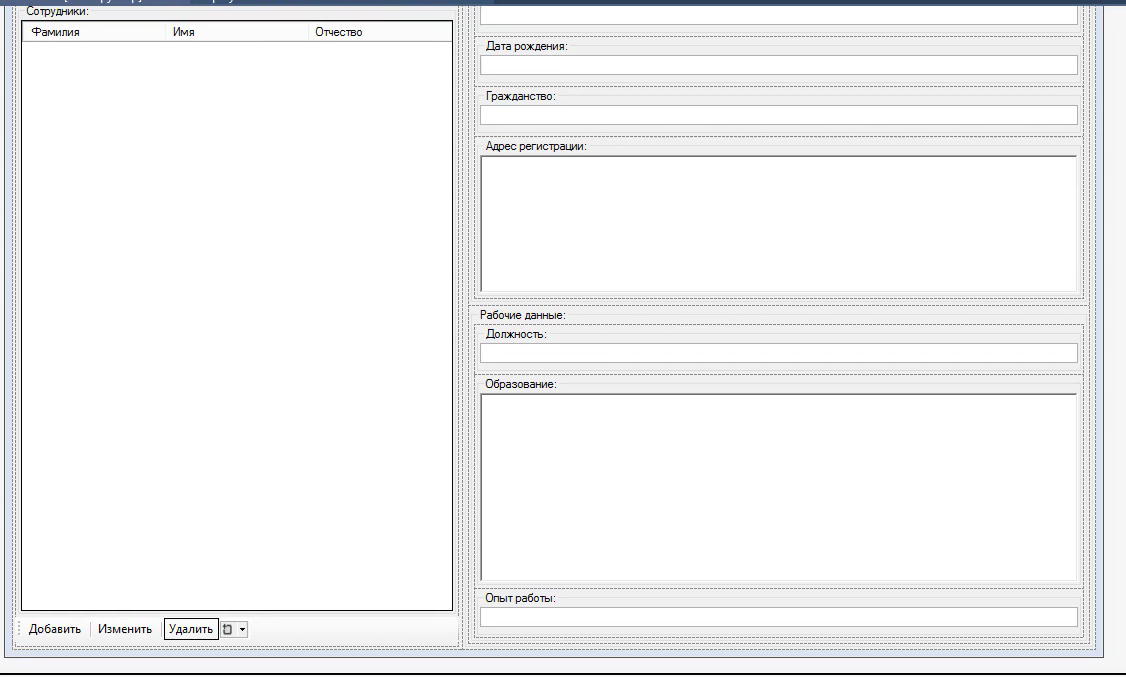 Сотрудники:
Фамилия Имя Отчество
Добавить Изменить Удалить
Дата рождения:
Гражданство:
Адрес регистрации:
Рабочие данные:
Должность:
Образование:
Опыт работы: